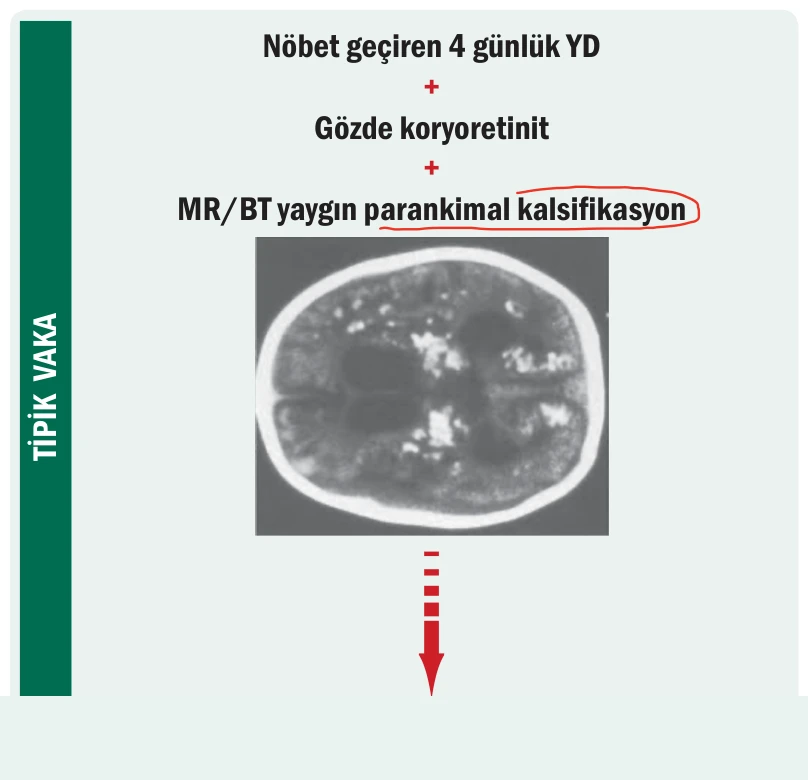 TİPİK VAKA
Nöbet geçiren 4 günlük YD
+
Gözde koryoretinit
+
MR/BT yaygın parankimal kalsifikasyon